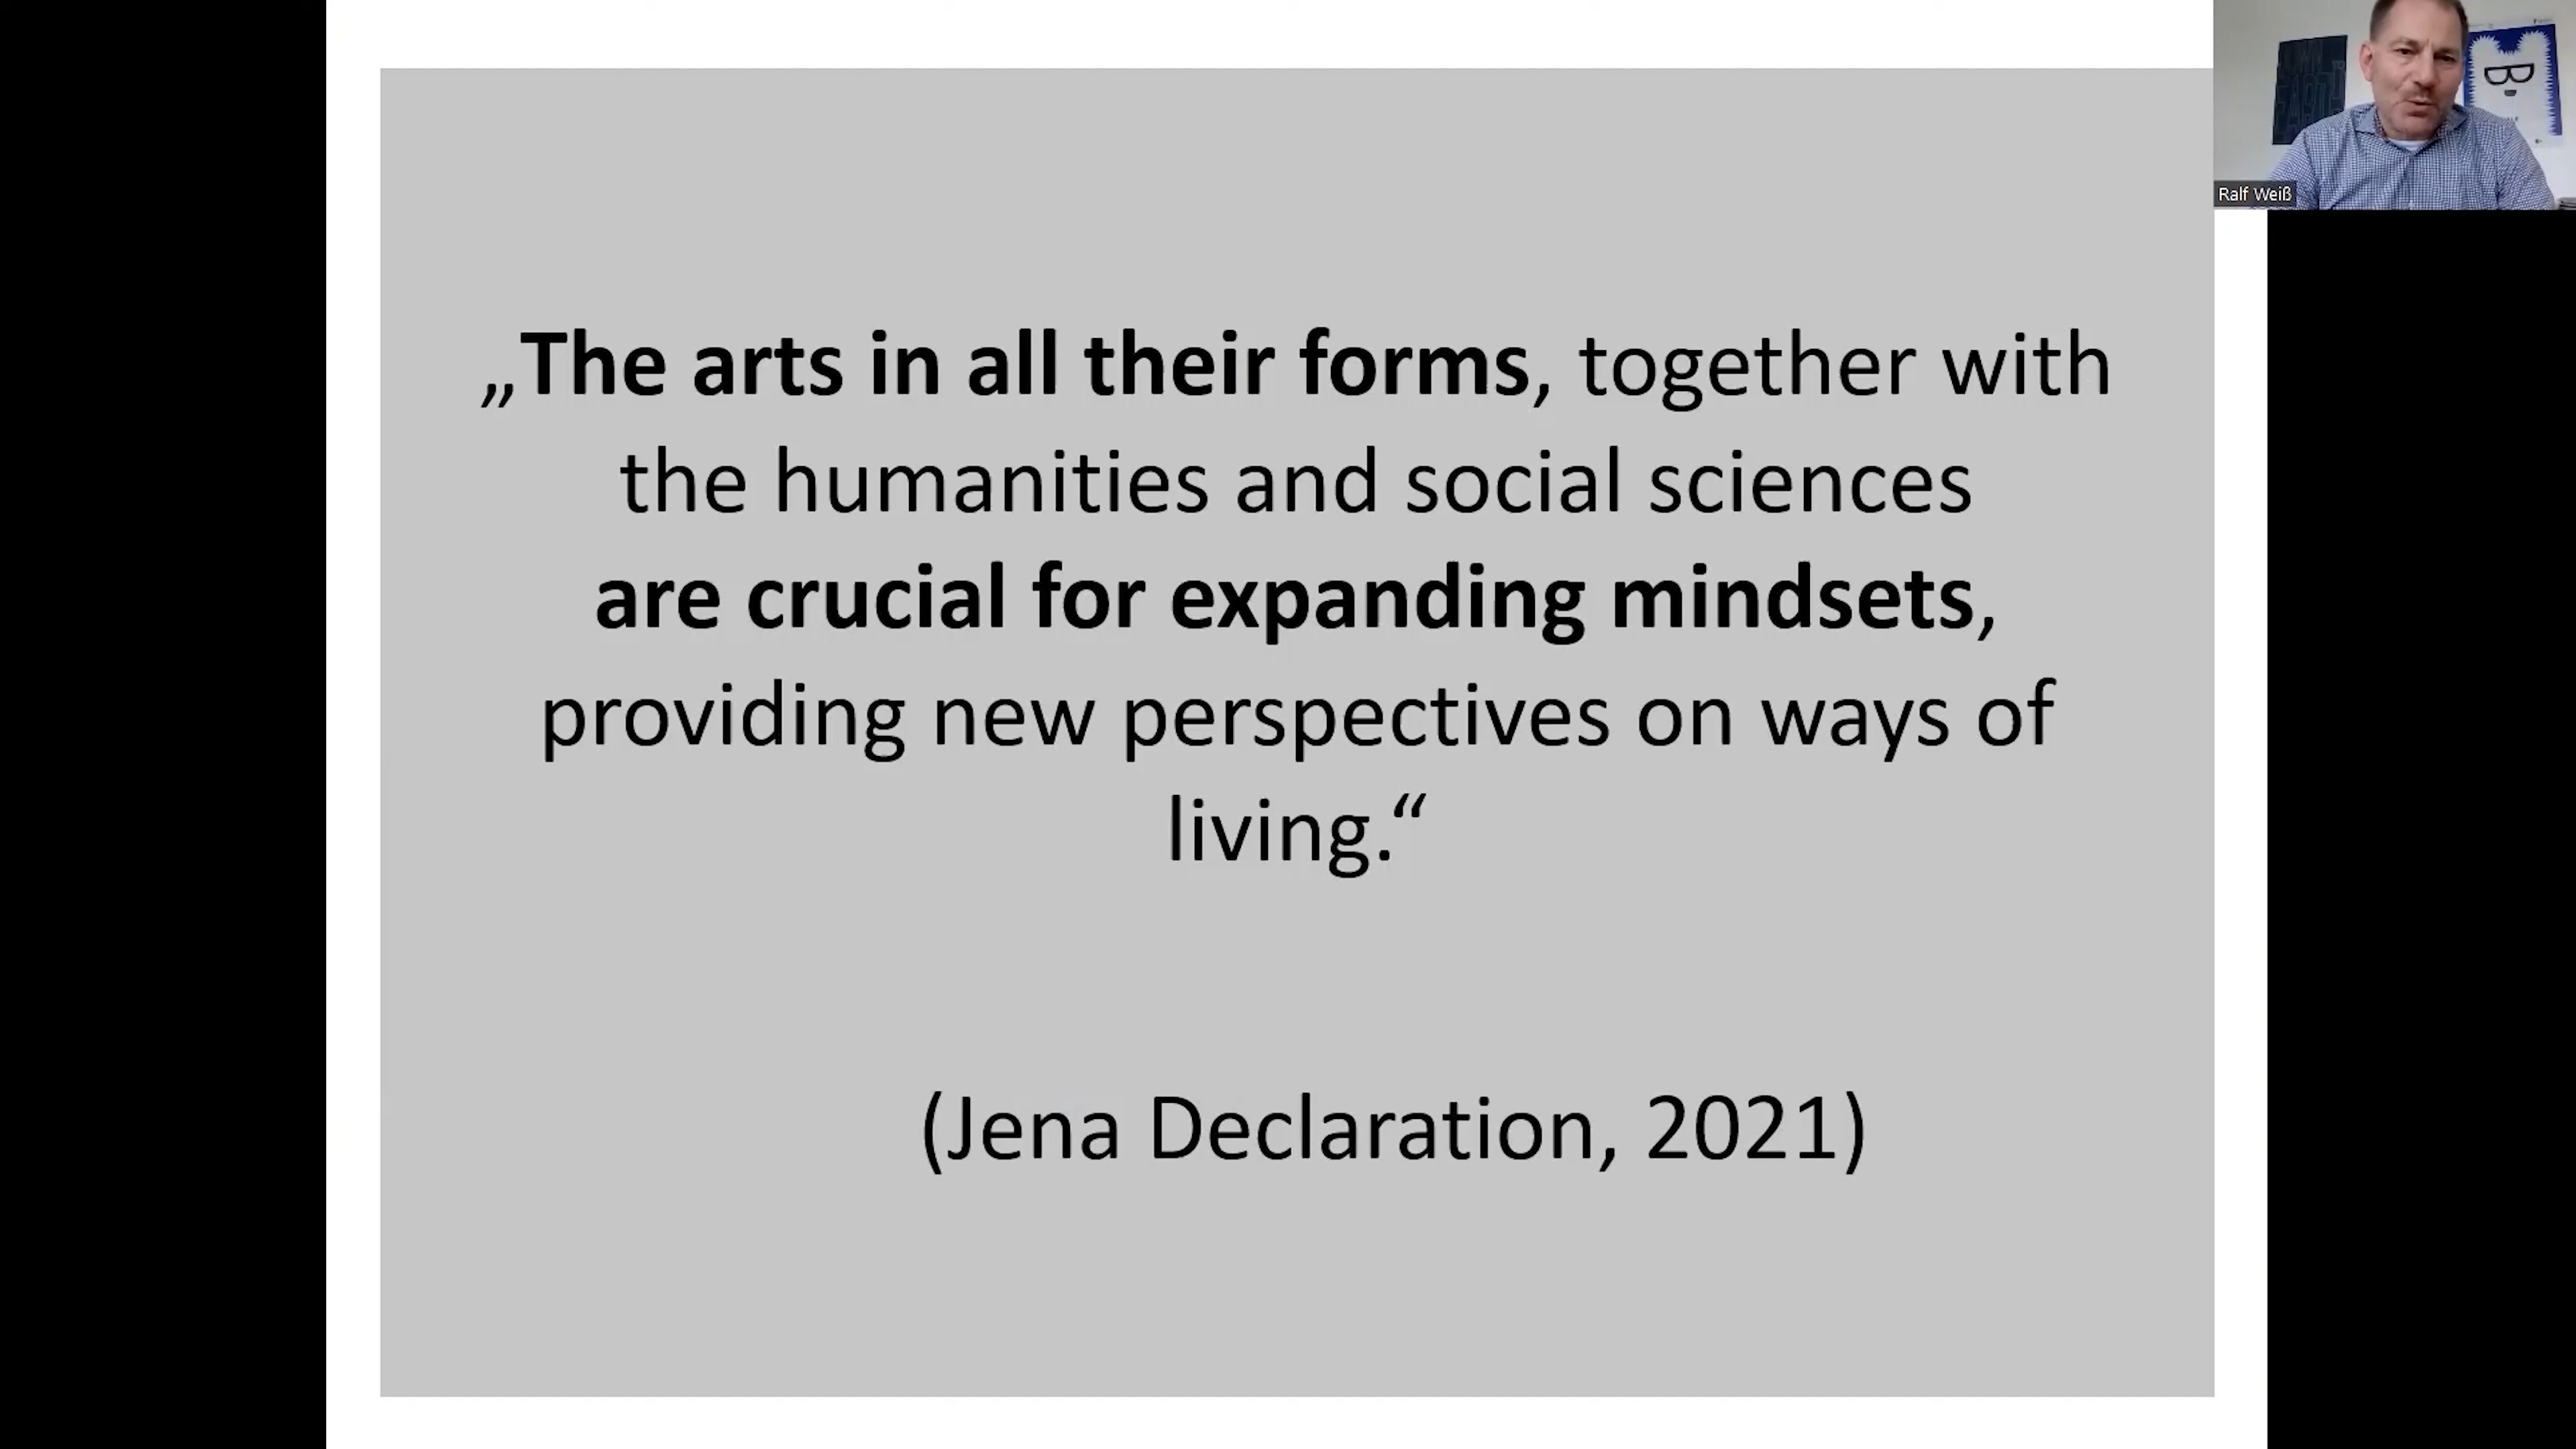 Ralf Weiß
„The arts in all their forms, together with
the humanities and social sciences
are crucial for expanding mindsets,
providing new perspectives on ways of
living.“
(Jena Declaration, 2021)